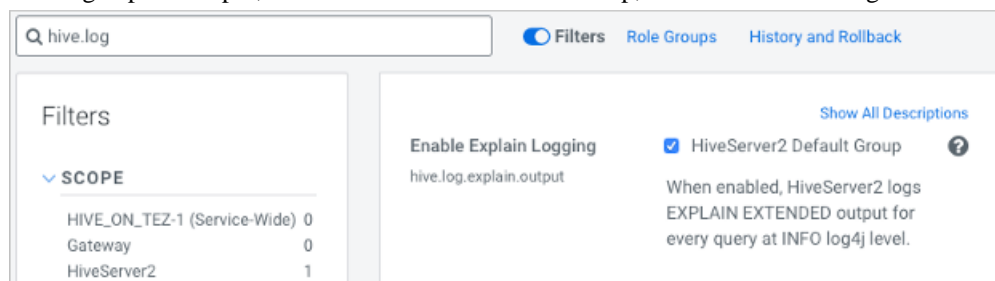 hive.log
Filters Role Groups History and Rollback
Filters
SCOPE
HIVE_ON_TEZ-1 (Service-Wide) 0
Gateway 0
HiveServer2 1
Show All Descriptions
Enable Explain Logging
hive.log.explain.output
HiveServer2 Default Group
When enabled, HiveServer2 logs
EXPLAIN EXTENDED output for
every query at INFO log4j level.